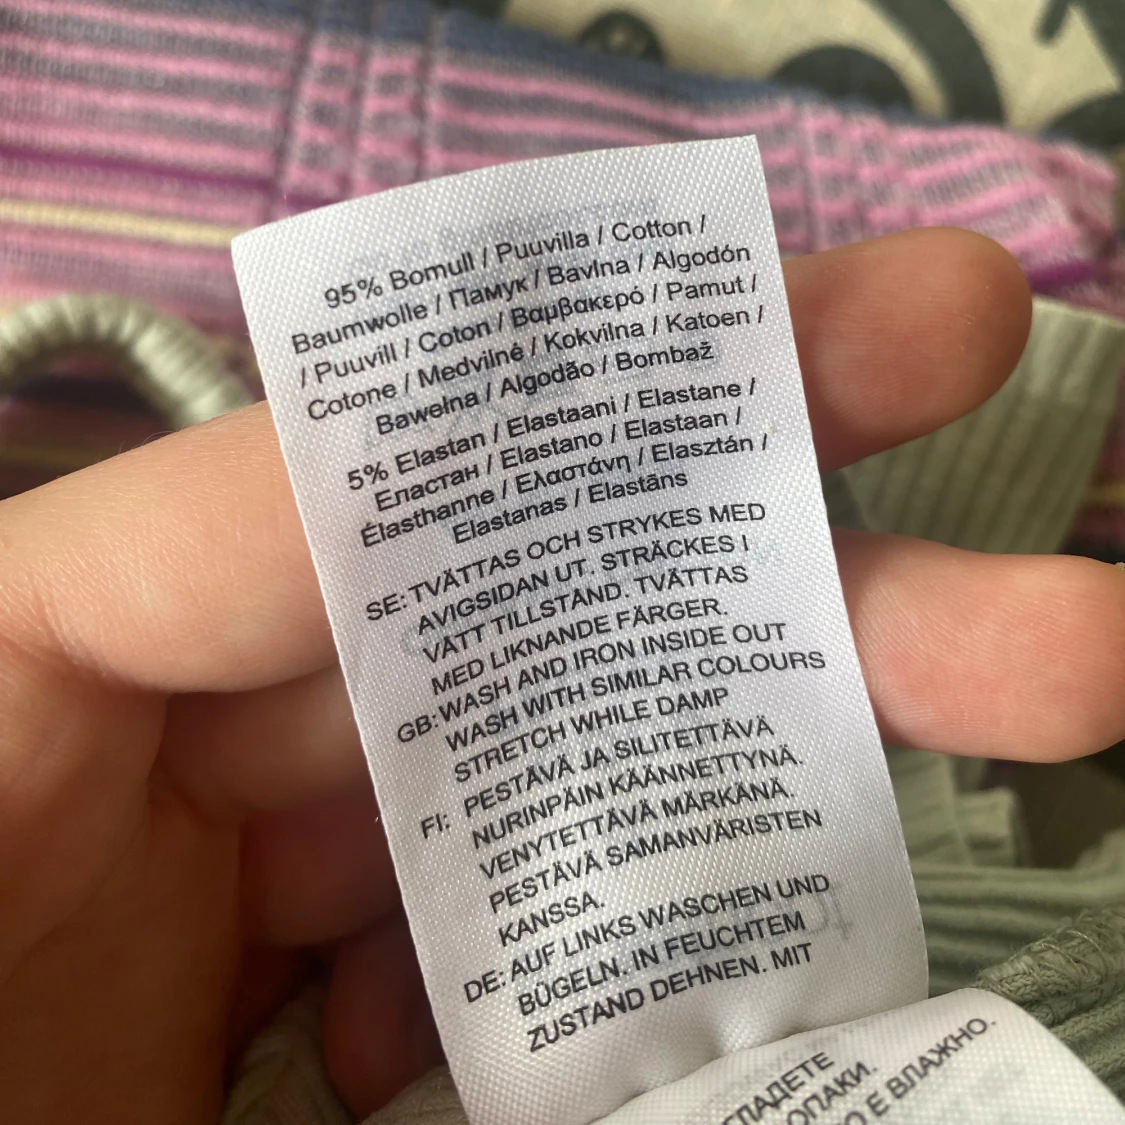 95% Bomull / Puuvilla / Cotton /
Baumwolle / Памук / Bavlna / Algodón
/ Puuvill / Coton / Βαμβακερό / Pamut /
Cotone / Medvilnė / Kokvilna / Katoen /
Bawełna / Algodão / Bombaž
5% Elastan / Elastaani / Elastane /
Еластан / Elastano / Elastaan /
Élasthanne / Ελαστάνη / Elasztán /
Elastanas / Elastāns
SE: TVÄTTAS OCH STRYKES MED
AVIGSIDAN UT. STRÄCKES I
VÅTT TILLSTÅND. TVÄTTAS
MED LIKNANDE FÄRGER.
GB: WASH AND IRON INSIDE OUT
WASH WITH SIMILAR COLOURS
STRETCH WHILE DAMP
FI: PESTÄVÄ JA SILITETTÄVÄ
NURINPÄIN KÄÄNNETTYNÄ.
VENYTETTÄVÄ MÄRKÄNÄ.
PESTÄVÄ SAMANVÄRISTEN
KANSSA.
DE: AUF LINKS WASCHEN UND
BÜGELN. IN FEUCHTEM
ZUSTAND DEHNEN. MIT
ГЛАДЕТЕ
ОПАКИ.
О Е ВЛАЖНО.